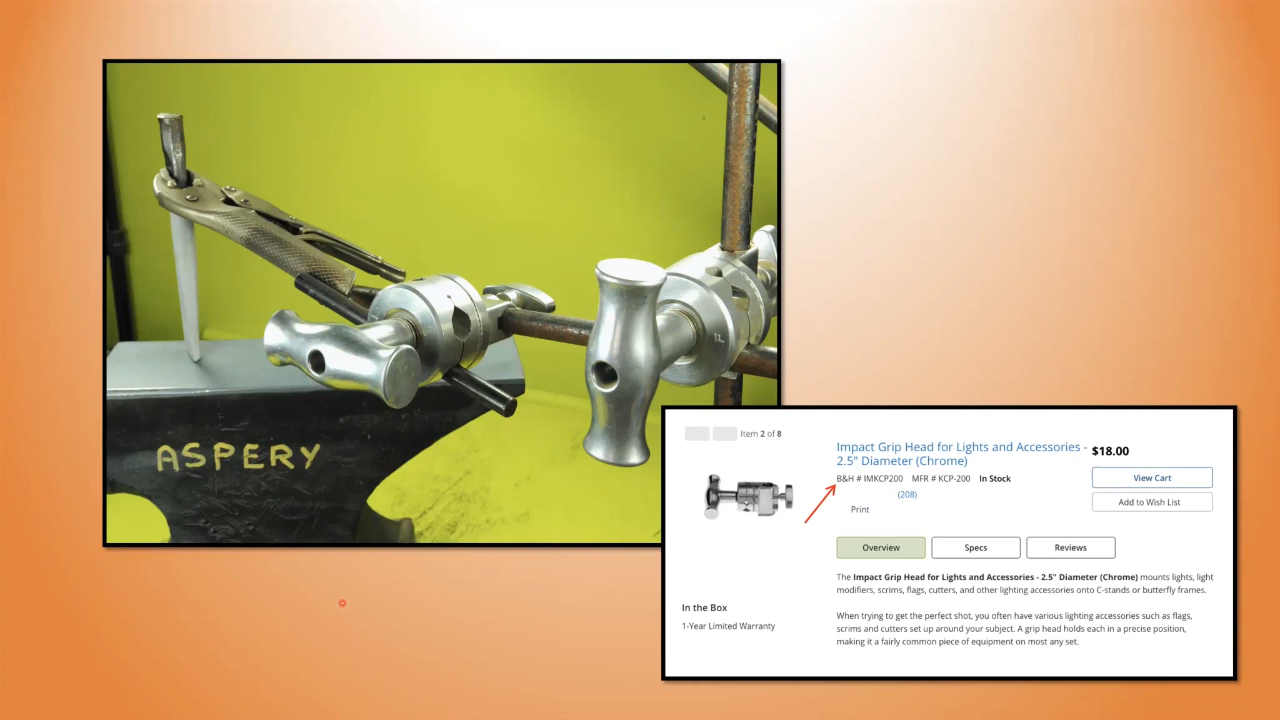 ASPERY
Item 2 of 8
Impact Grip Head for Lights and Accessories -
2.5" Diameter (Chrome)
$18.00
B&H # IMKCP200 MFR # KCP-200 In Stock
(208)
Print
View Cart
Add to Wish List
Overview
Specs
Reviews
The Impact Grip Head for Lights and Accessories - 2.5" Diameter (Chrome) mounts lights, light
modifiers, scrims, flags, cutters, and other lighting accessories onto C-stands or butterfly frames.
When trying to get the perfect shot, you often have various lighting accessories such as flags,
scrims and cutters set up around your subject. A grip head holds each in a precise position,
making it a fairly common piece of equipment on most any set.
In the Box
1-Year Limited Warranty